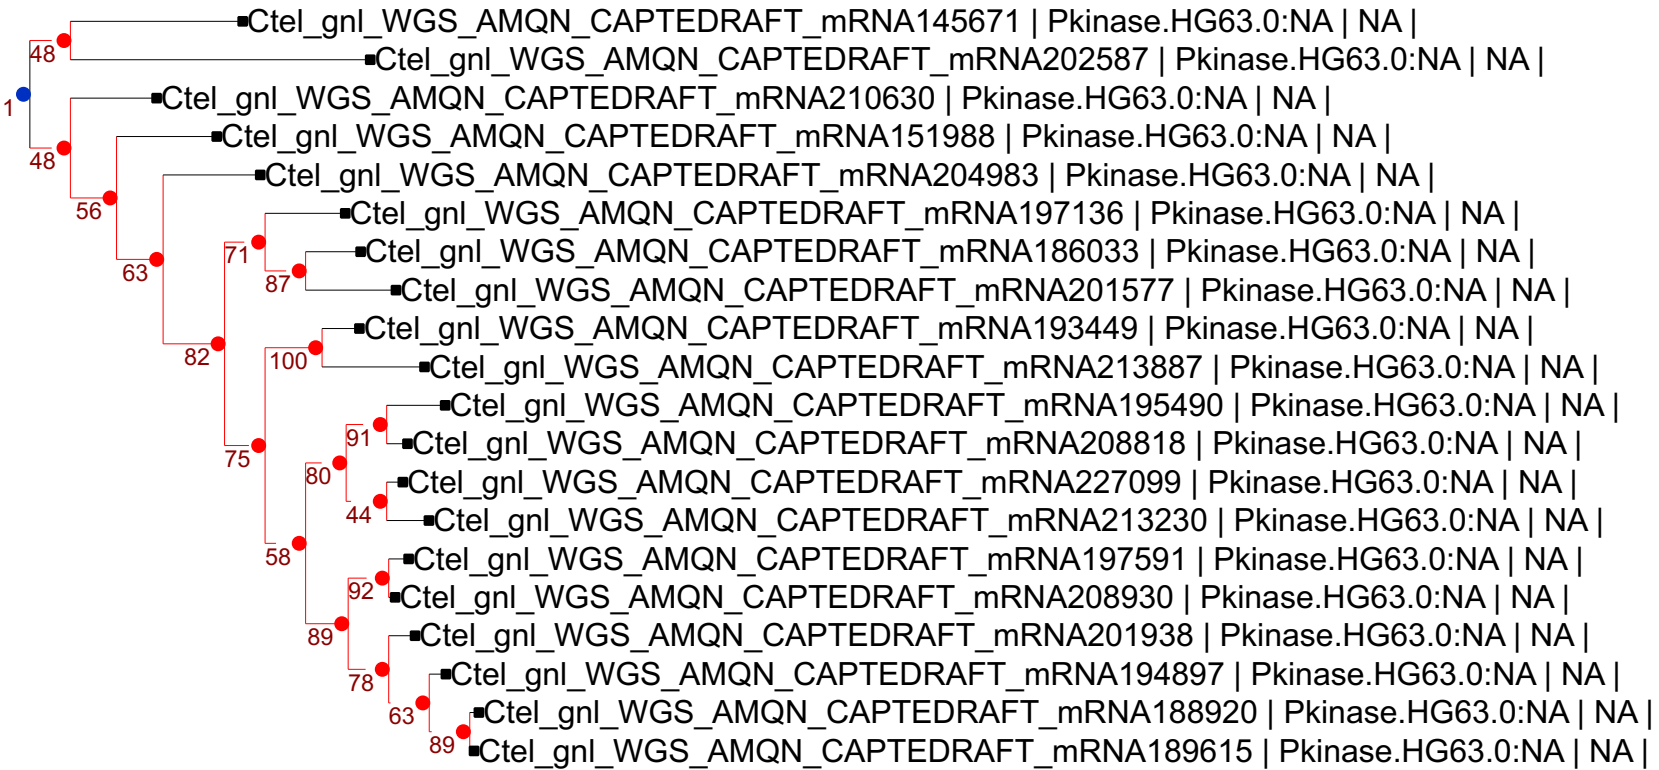 Ctel_gnl_WGS_AMQN_CAPTEDRAFT_mRNA145671 | Pkinase.HG63.0:NA | NA |
48
Ctel_gnl_WGS_AMQN_CAPTEDRAFT_mRNA202587 | Pkinase.HG63.0:NA | NA |
1
Ctel_gnl_WGS_AMQN_CAPTEDRAFT_mRNA210630 | Pkinase.HG63.0:NA | NA |
Ctel_gnl_WGS_AMQN_CAPTEDRAFT_mRNA151988 | Pkinase.HG63.0:NA | NA |
48
Ctel_gnl_WGS_AMQN_CAPTEDRAFT_mRNA204983 | Pkinase.HG63.0:NA | NA |
56
Ctel_gnl_WGS_AMQN_CAPTEDRAFT_mRNA197136 | Pkinase.HG63.0:NA | NA |
71
Ctel_gnl_WGS_AMQN_CAPTEDRAFT_mRNA186033 | Pkinase.HG63.0:NA | NA |
63
87
Ctel_gnl_WGS_AMQN_CAPTEDRAFT_mRNA201577 | Pkinase.HG63.0:NA | NA |
Ctel_gnl_WGS_AMQN_CAPTEDRAFT_mRNA193449 | Pkinase.HG63.0:NA | NA |
82
100
Ctel_gnl_WGS_AMQN_CAPTEDRAFT_mRNA213887 | Pkinase.HG63.0:NA | NA |
Ctel_gnl_WGS_AMQN_CAPTEDRAFT_mRNA195490 | Pkinase.HG63.0:NA | NA |
91
Ctel_gnl_WGS_AMQN_CAPTEDRAFT_mRNA208818 | Pkinase.HG63.0:NA | NA |
75
80
Ctel_gnl_WGS_AMQN_CAPTEDRAFT_mRNA227099 | Pkinase.HG63.0:NA | NA |
44
Ctel_gnl_WGS_AMQN_CAPTEDRAFT_mRNA213230 | Pkinase.HG63.0:NA | NA |
58
Ctel_gnl_WGS_AMQN_CAPTEDRAFT_mRNA197591 | Pkinase.HG63.0:NA | NA |
92
Ctel_gnl_WGS_AMQN_CAPTEDRAFT_mRNA208930 | Pkinase.HG63.0:NA | NA |
89
Ctel_gnl_WGS_AMQN_CAPTEDRAFT_mRNA201938 | Pkinase.HG63.0:NA | NA |
78
Ctel_gnl_WGS_AMQN_CAPTEDRAFT_mRNA194897 | Pkinase.HG63.0:NA | NA |
63
Ctel_gnl_WGS_AMQN_CAPTEDRAFT_mRNA188920 | Pkinase.HG63.0:NA | NA |
89
Ctel_gnl_WGS_AMQN_CAPTEDRAFT_mRNA189615 | Pkinase.HG63.0:NA | NA |